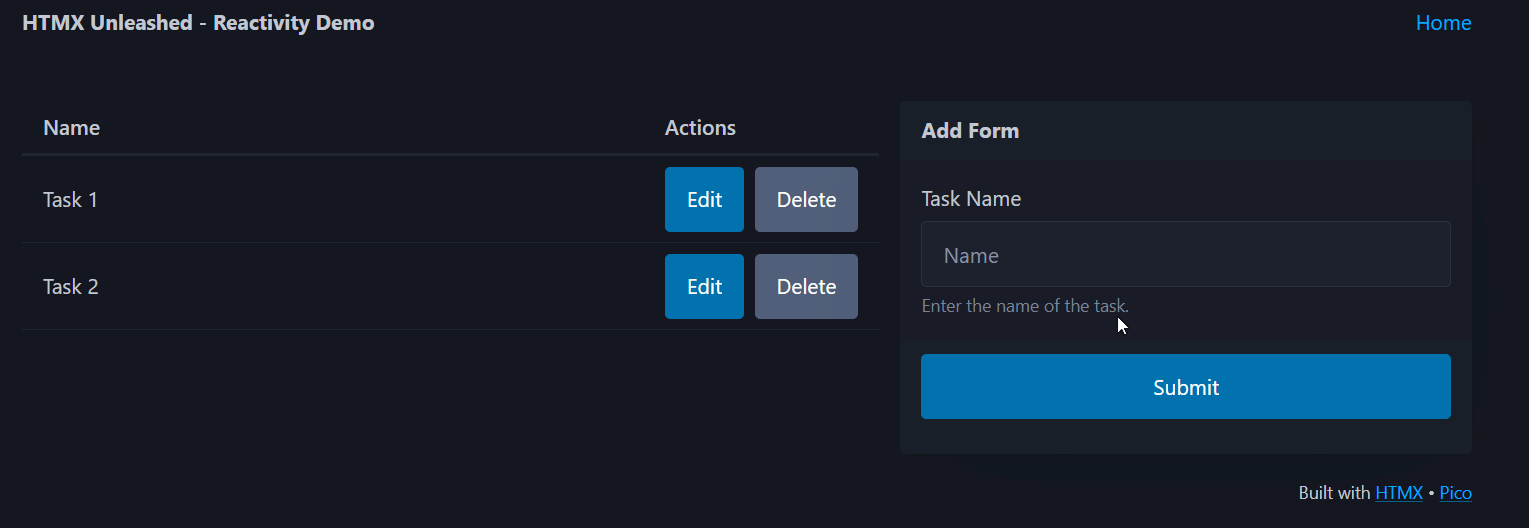 HTMX Unleashed - Reactivity Demo
Home
Name Actions
Task 1 Edit Delete
Task 2 Edit Delete
Add Form
Task Name
Name
Enter the name of the task.
Submit
Built with HTMX • Pico